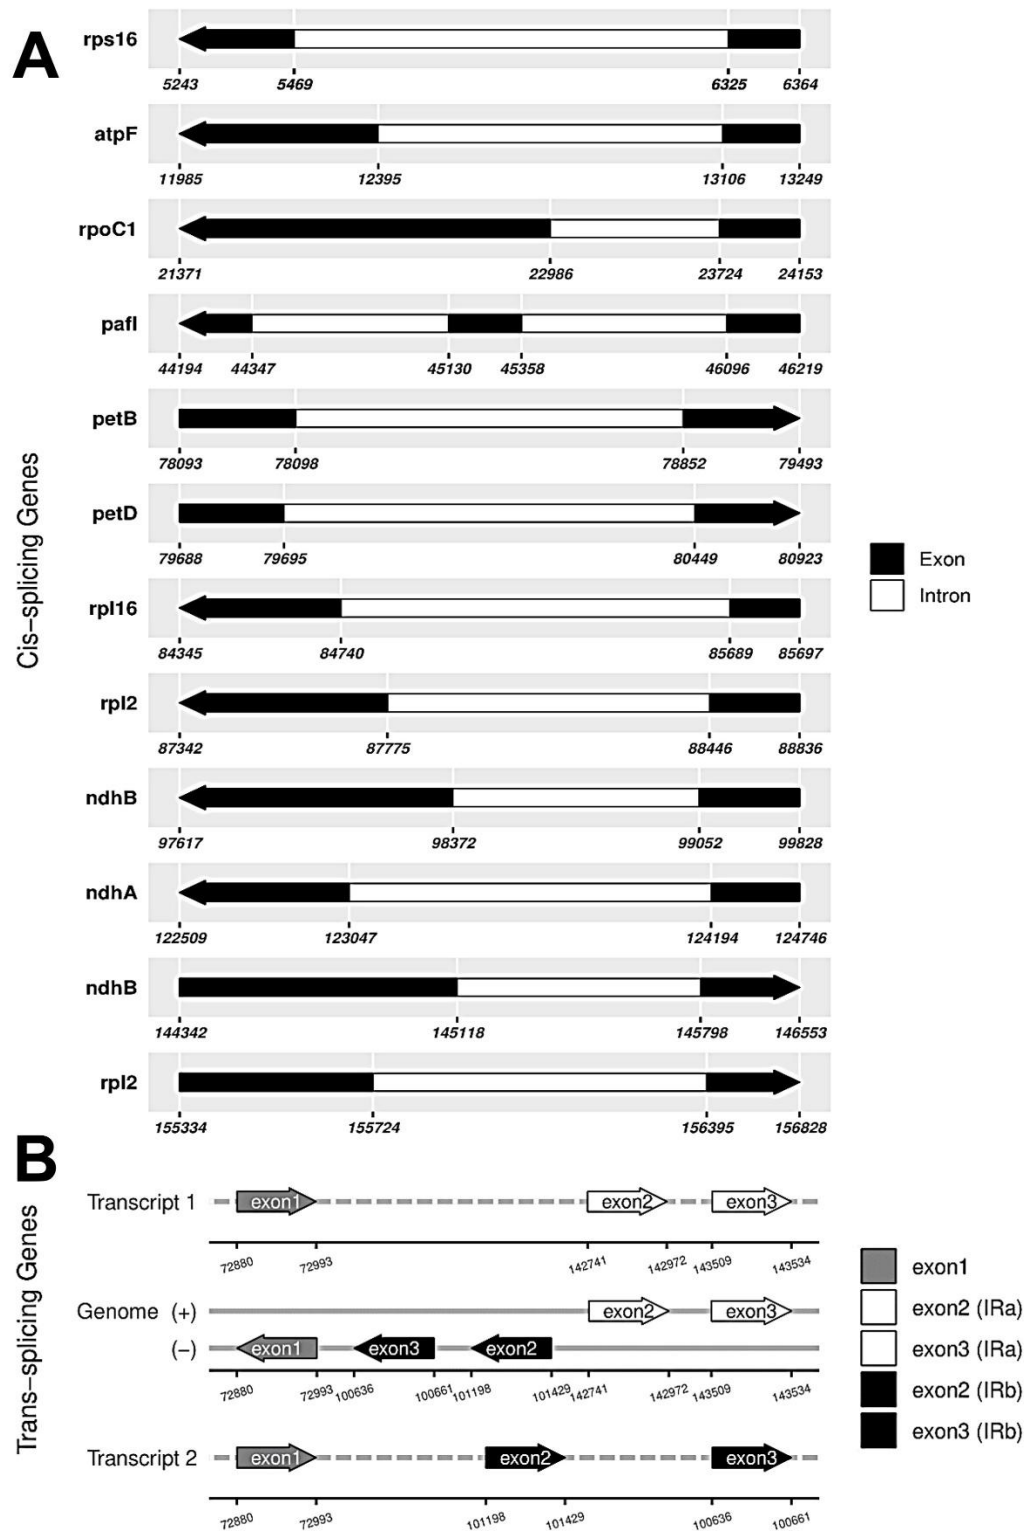 A
Cis–splicing Genes
rps16
5243 5469 6325 6364
atpF
11985 12395 13106 13249
rpoC1
21371 22986 23724 24153
pafI
44194 44347 45130 45358 46096 46219
petB
78093 78098 78852 79493
petD
79688 79695 80449 80923
rpl16
84345 84740 85689 85697
rpl2
87342 87775 88446 88836
ndhB
97617 98372 99052 99828
ndhA
122509 123047 124194 124746
ndhB
144342 145118 145798 146553
rpl2
155334 155724 156395 156828
Exon
Intron
B
Trans–splicing Genes
Transcript 1 exon1 exon2 exon3
72880 72993 142741 142972 143509 143534
Genome (+) exon2 exon3
(−) exon1 exon3 exon2
72880 72993 100636 100661 101198 101429 142741 142972 143509 143534
Transcript 2 exon1 exon2 exon3
72880 72993 101198 101429 100636 100661
exon1
exon2 (IRa)
exon3 (IRa)
exon2 (IRb)
exon3 (IRb)